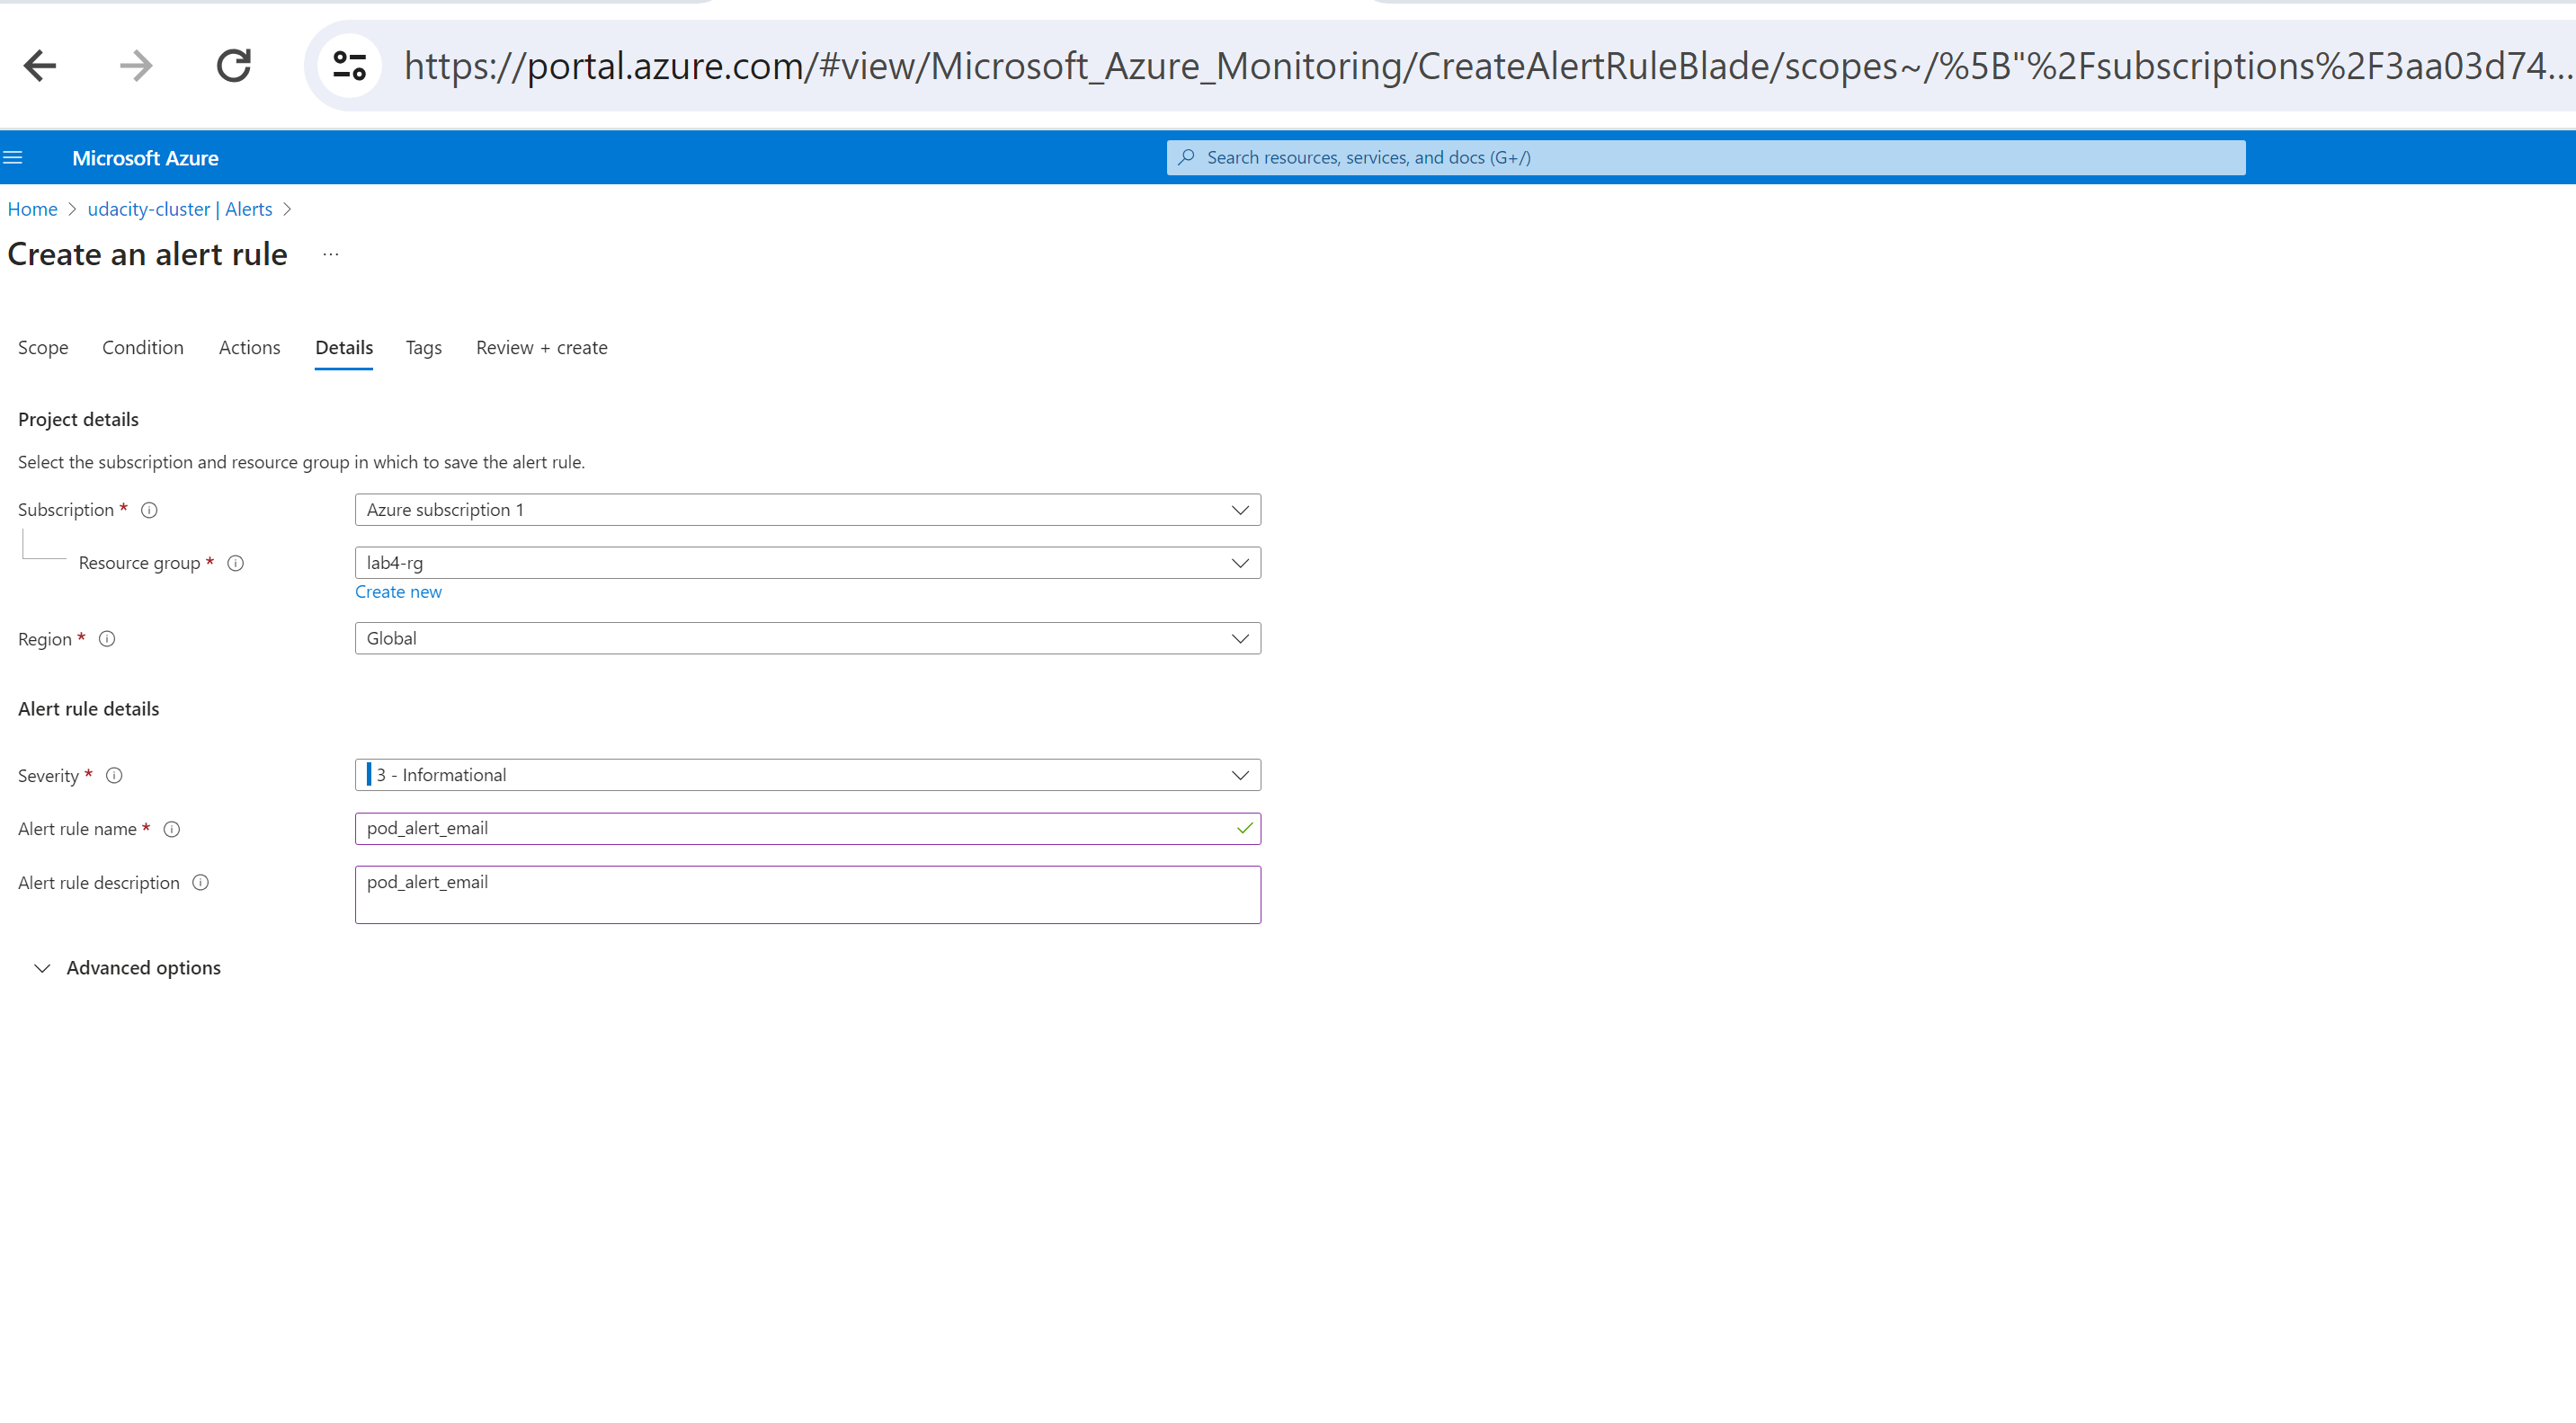 https://portal.azure.com/#view/Microsoft_Azure_Monitoring/CreateAlertRuleBlade/scopes~/%5B"%2Fsubscriptions%2F3aa03d74...
Microsoft Azure
Search resources, services, and docs (G+/)
Home > udacity-cluster | Alerts >
Create an alert rule ...
Scope Condition Actions Details Tags Review + create
Project details
Select the subscription and resource group in which to save the alert rule.
Subscription * Azure subscription 1
Resource group * lab4-rg
Create new
Region * Global
Alert rule details
Severity * 3 - Informational
Alert rule name * pod_alert_email
Alert rule description pod_alert_email
Advanced options